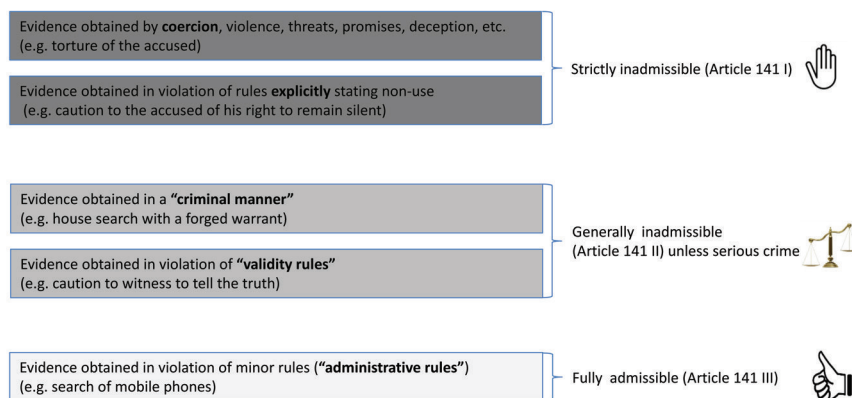 Evidence obtained by coercion, violence, threats, promises, deception, etc.
(e.g. torture of the accused)
Strictly inadmissible (Article 141 I)
Evidence obtained in violation of rules explicitly stating non-use
(e.g. caution to the accused of his right to remain silent)
Evidence obtained in a “criminal manner”
(e.g. house search with a forged warrant)
Generally inadmissible
(Article 141 II) unless serious crime
Evidence obtained in violation of “validity rules”
(e.g. caution to witness to tell the truth)
Evidence obtained in violation of minor rules (“administrative rules”)
(e.g. search of mobile phones)
Fully admissible (Article 141 III)